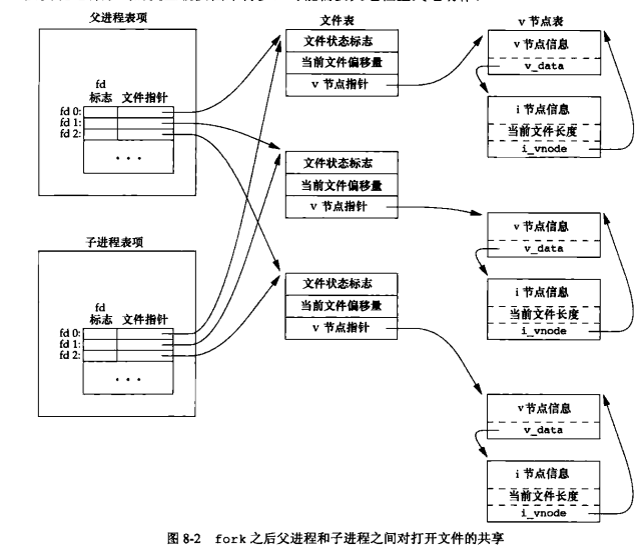 父进程表项
fd
标志 文件指针
fd 0:
fd 1:
fd 2:
· · ·
子进程表项
fd
标志 文件指针
fd 0:
fd 1:
fd 2:
· · ·
文件表
文件状态标志
当前文件偏移量
v 节点指针
文件状态标志
当前文件偏移量
v 节点指针
文件状态标志
当前文件偏移量
v 节点指针
v 节点表
v 节点信息
v_data
i 节点信息
当前文件长度
i_vnode
v 节点信息
v_data
i 节点信息
当前文件长度
i_vnode
v 节点信息
v_data
i 节点信息
当前文件长度
i_vnode
图 8-2 fork 之后父进程和子进程之间对打开文件的共享